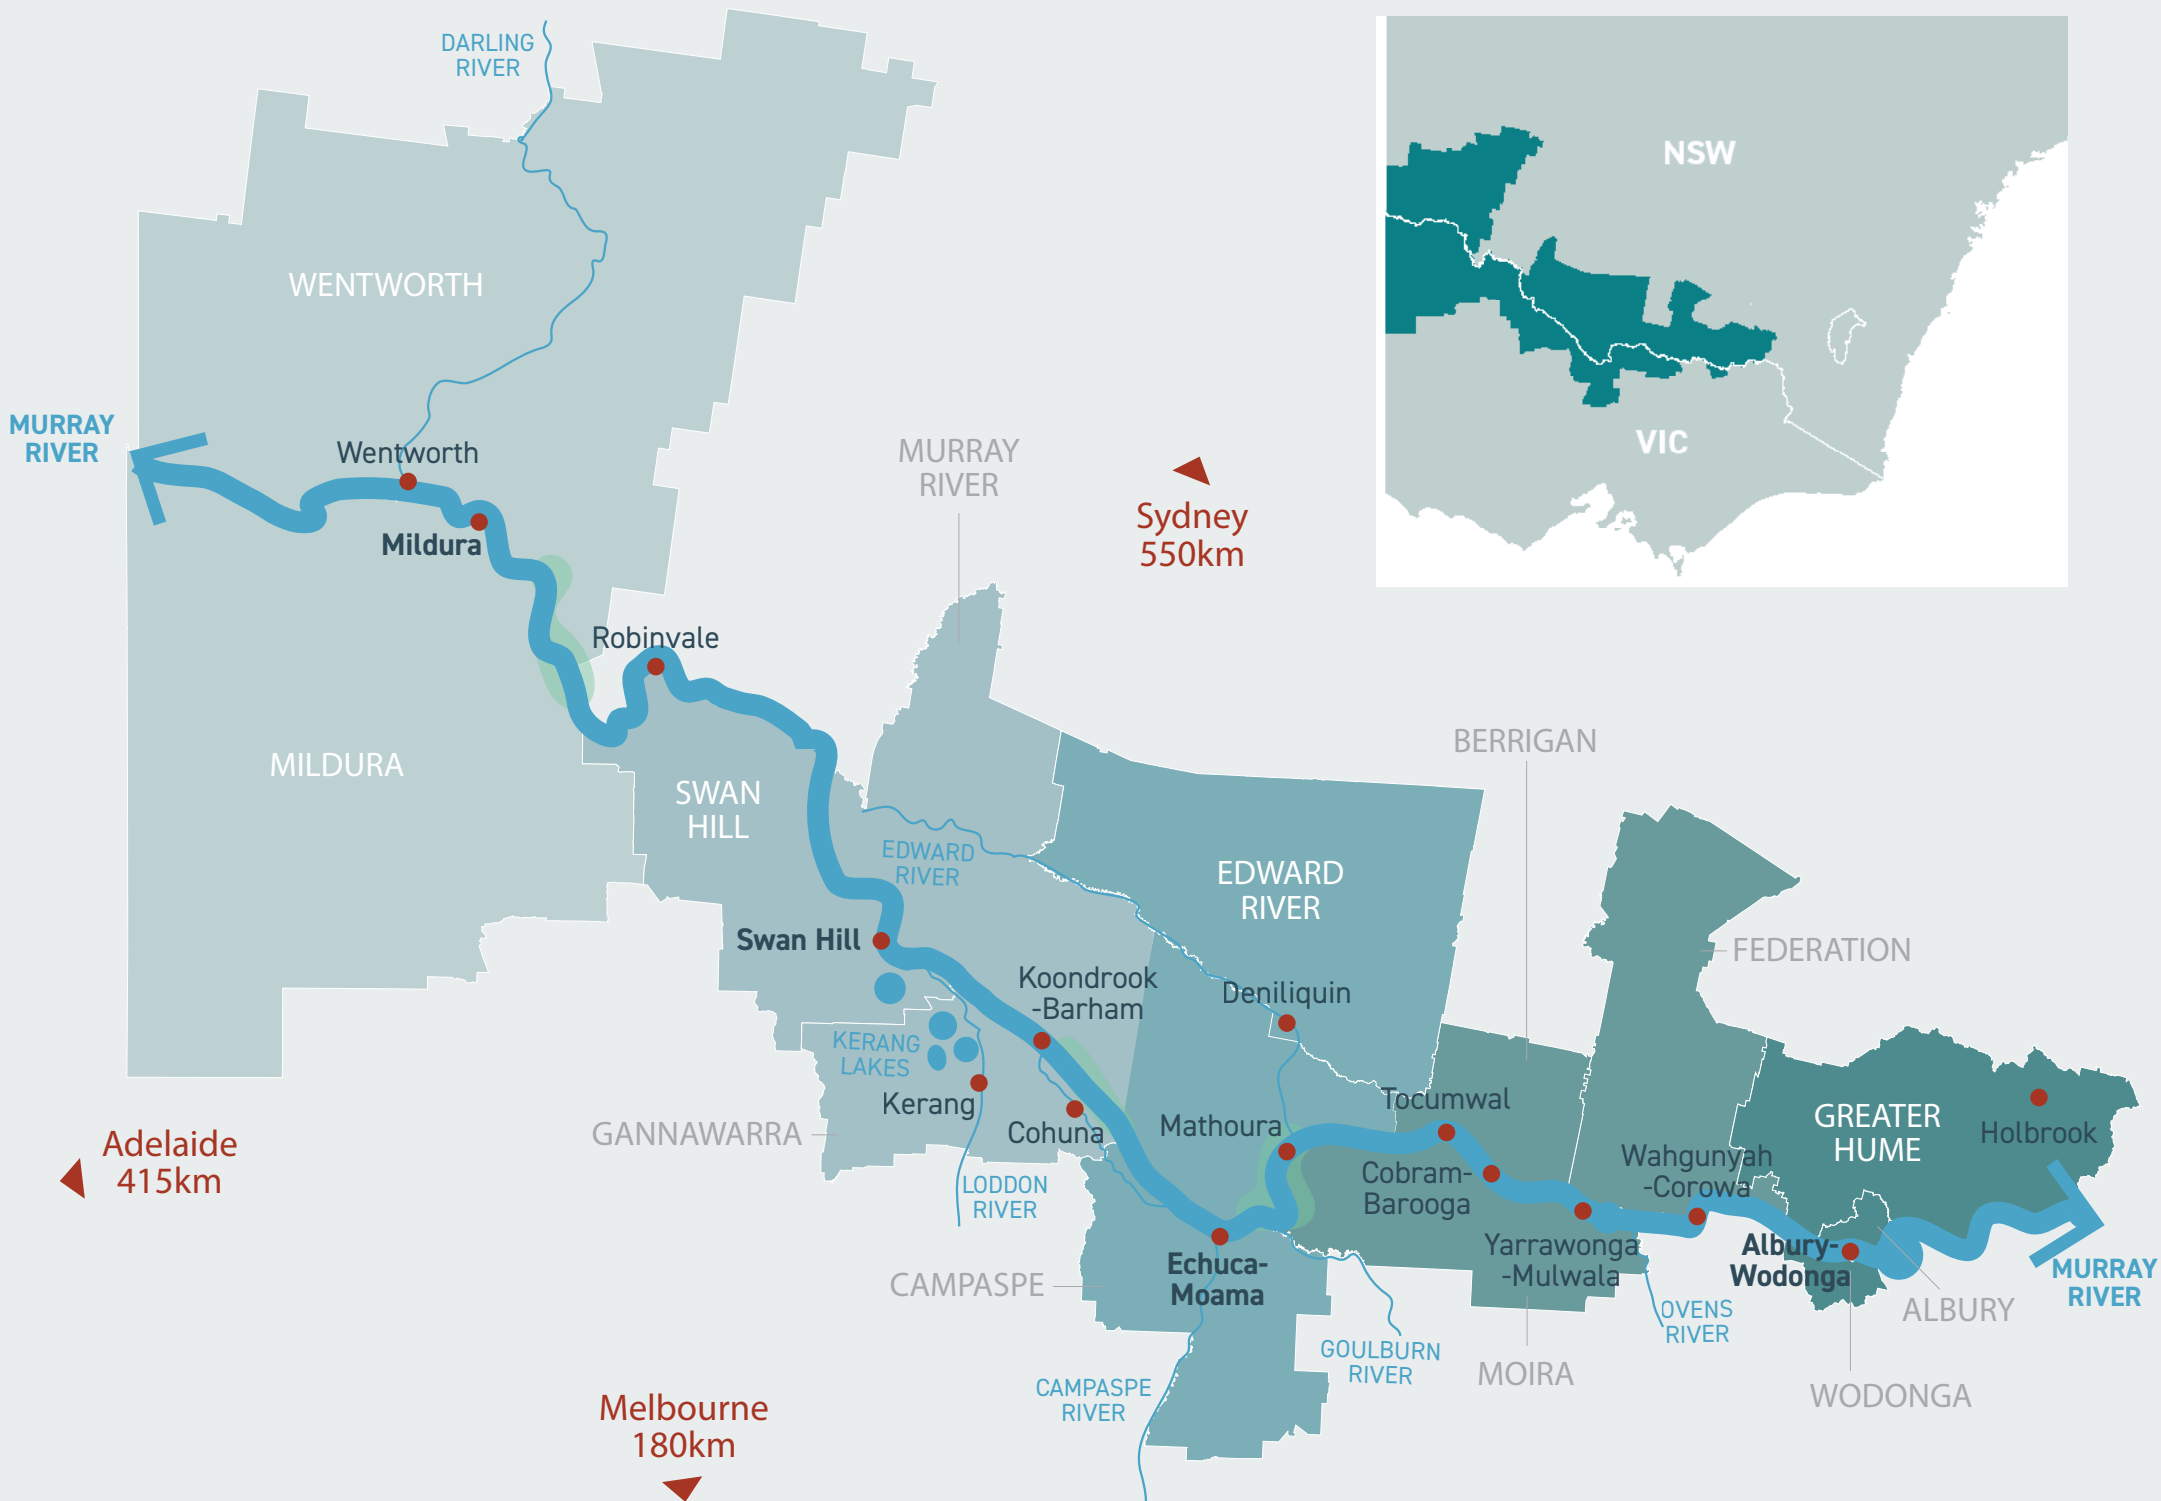 DARLING
RIVER
NSW
WENTWORTH
MURRAY
RIVER
Wentworth
MURRAY
RIVER
VIC
Sydney
550km
Mildura
Robinvale
BERRIGAN
MILDURA
SWAN
HILL
EDWARD
RIVER
EDWARD
RIVER
Swan Hill
FEDERATION
Koondrook
-Barham
Deniliquin
KERANG
LAKES
Kerang
Tocumwal
GREATER
HUME
Holbrook
GANNAWARRA
Cohuna
Mathoura
Adelaide
415km
Wahgunyah
-Corowa
Cobram-
Barooga
LODDON
RIVER
Yarrawonga
-Mulwala
Albury-
Wodonga
Echuca-
Moama
CAMPASPE
MURRAY
RIVER
OVENS
RIVER
ALBURY
GOULBURN
RIVER
MOIRA
CAMPASPE
RIVER
WODONGA
Melbourne
180km